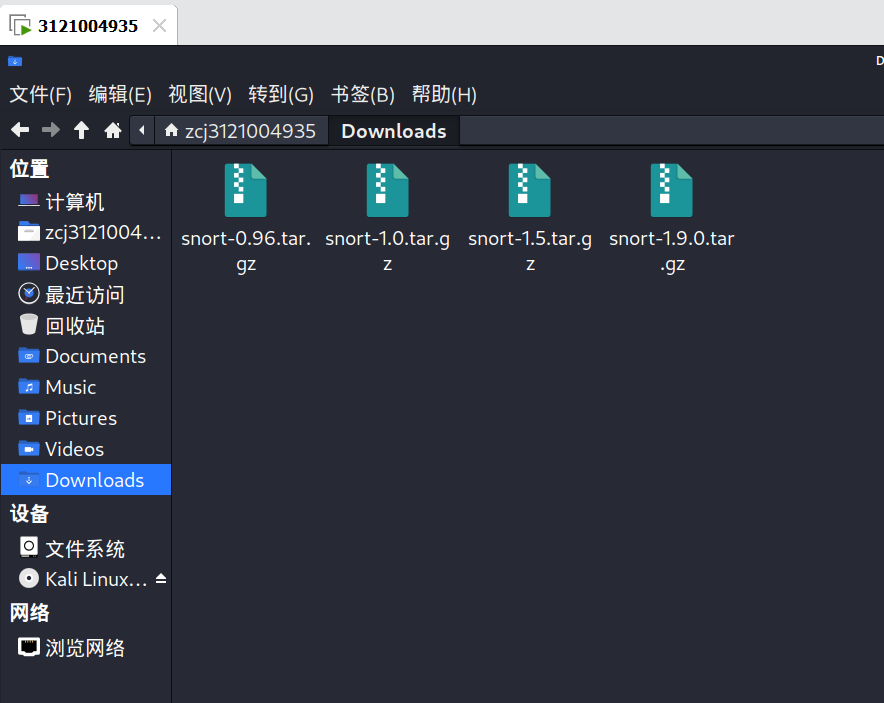 3121004935
D
文件(F) 编辑(E) 视图(V) 转到(G) 书签(B) 帮助(H)
zcj3121004935 Downloads
位置
计算机
zcj3121004...
Desktop
最近访问
回收站
Documents
Music
Pictures
Videos
Downloads
设备
文件系统
Kali Linux...
网络
浏览网络
snort-0.96.tar.
gz
snort-1.0.tar.g
z
snort-1.5.tar.g
z
snort-1.9.0.tar
.gz